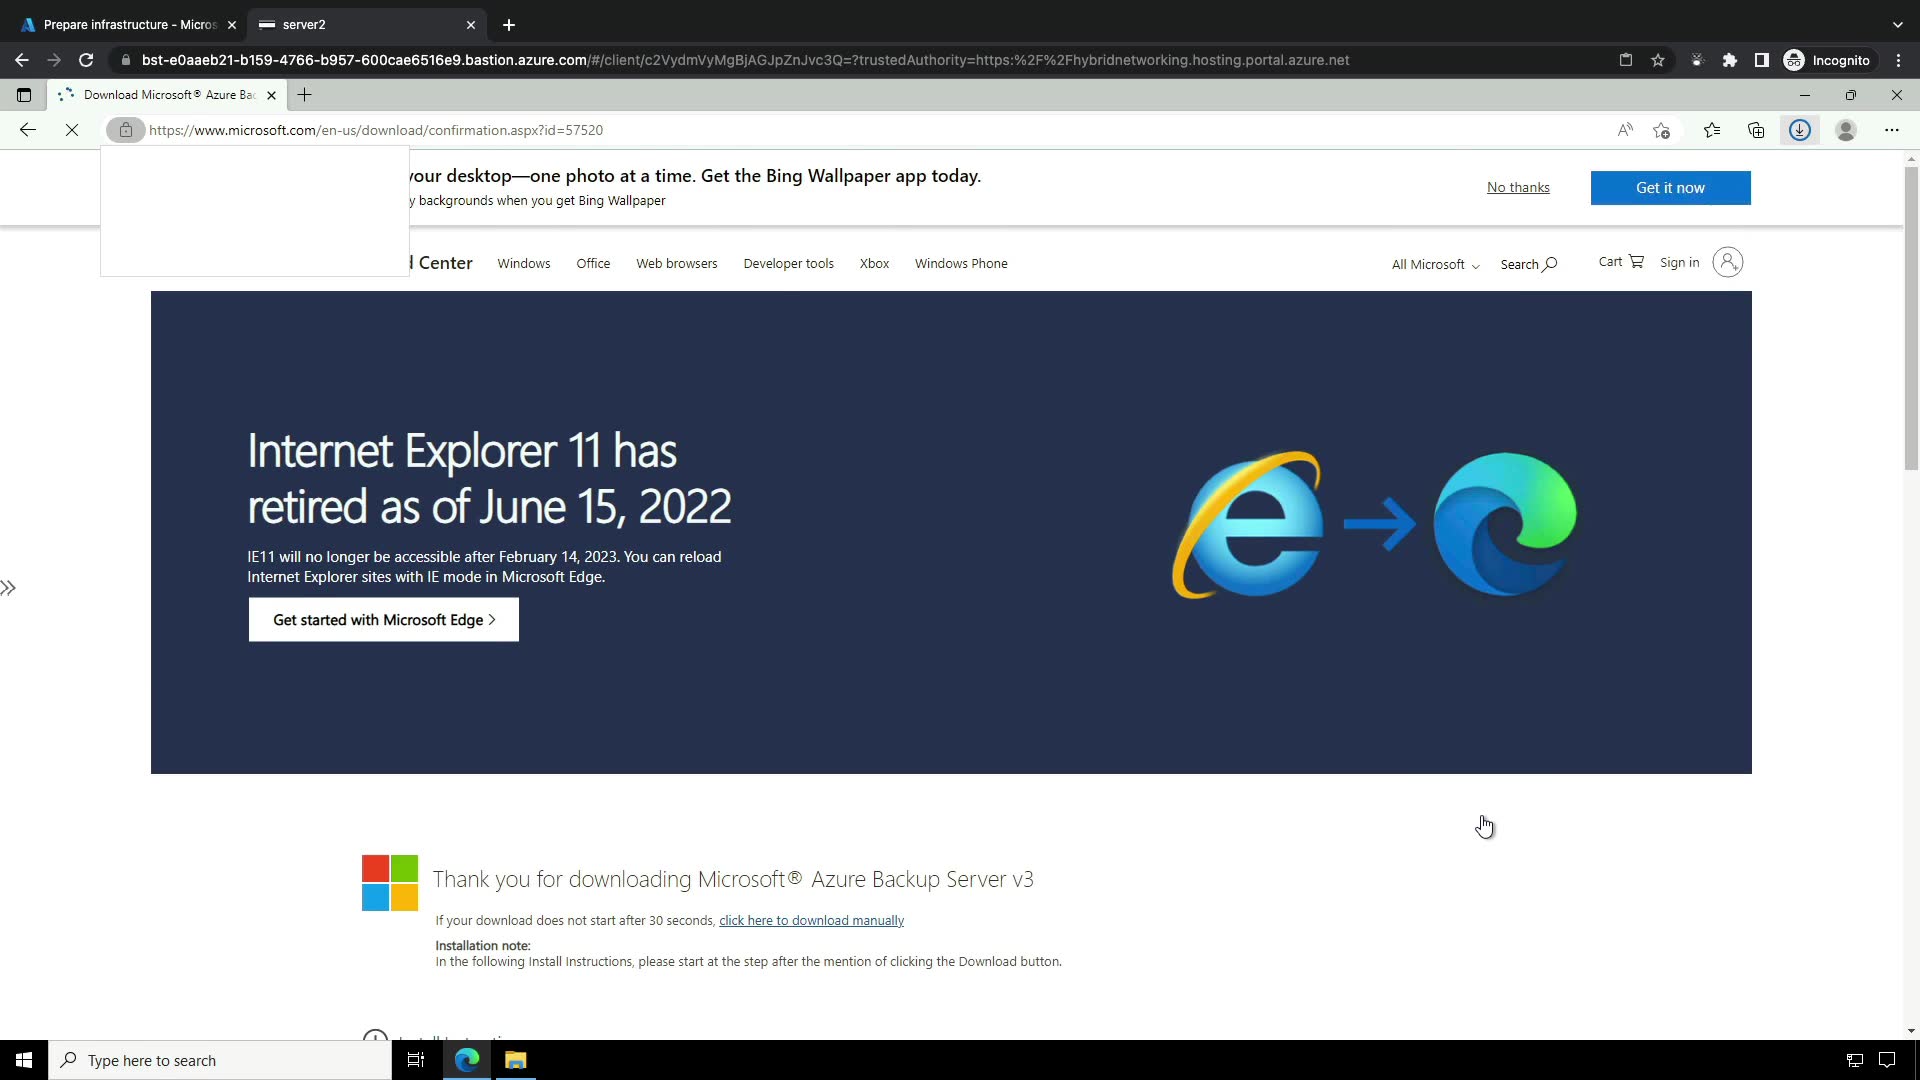 Prepare infrastructure - Micros
server2
bst-e0aaeb21-b159-4766-b957-600cae6516e9.bastion.azure.com/#/client/c2VydmVyMgBjAGJpZnJvc3Q=?trustedAuthority=https:%2F%2Fhybridnetworking.hosting.portal.azure.net
Incognito
Download Microsoft® Azure Bac
https://www.microsoft.com/en-us/download/confirmation.aspx?id=57520
your desktop—one photo at a time. Get the Bing Wallpaper app today.
y backgrounds when you get Bing Wallpaper
No thanks
Get it now
d Center
Windows
Office
Web browsers
Developer tools
Xbox
Windows Phone
All Microsoft
Search
Cart
Sign in
Internet Explorer 11 has
retired as of June 15, 2022
IE11 will no longer be accessible after February 14, 2023. You can reload
Internet Explorer sites with IE mode in Microsoft Edge.
Get started with Microsoft Edge >
Thank you for downloading Microsoft® Azure Backup Server v3
If your download does not start after 30 seconds, click here to download manually
Installation note:
In the following Install Instructions, please start at the step after the mention of clicking the Download button.
Type here to search